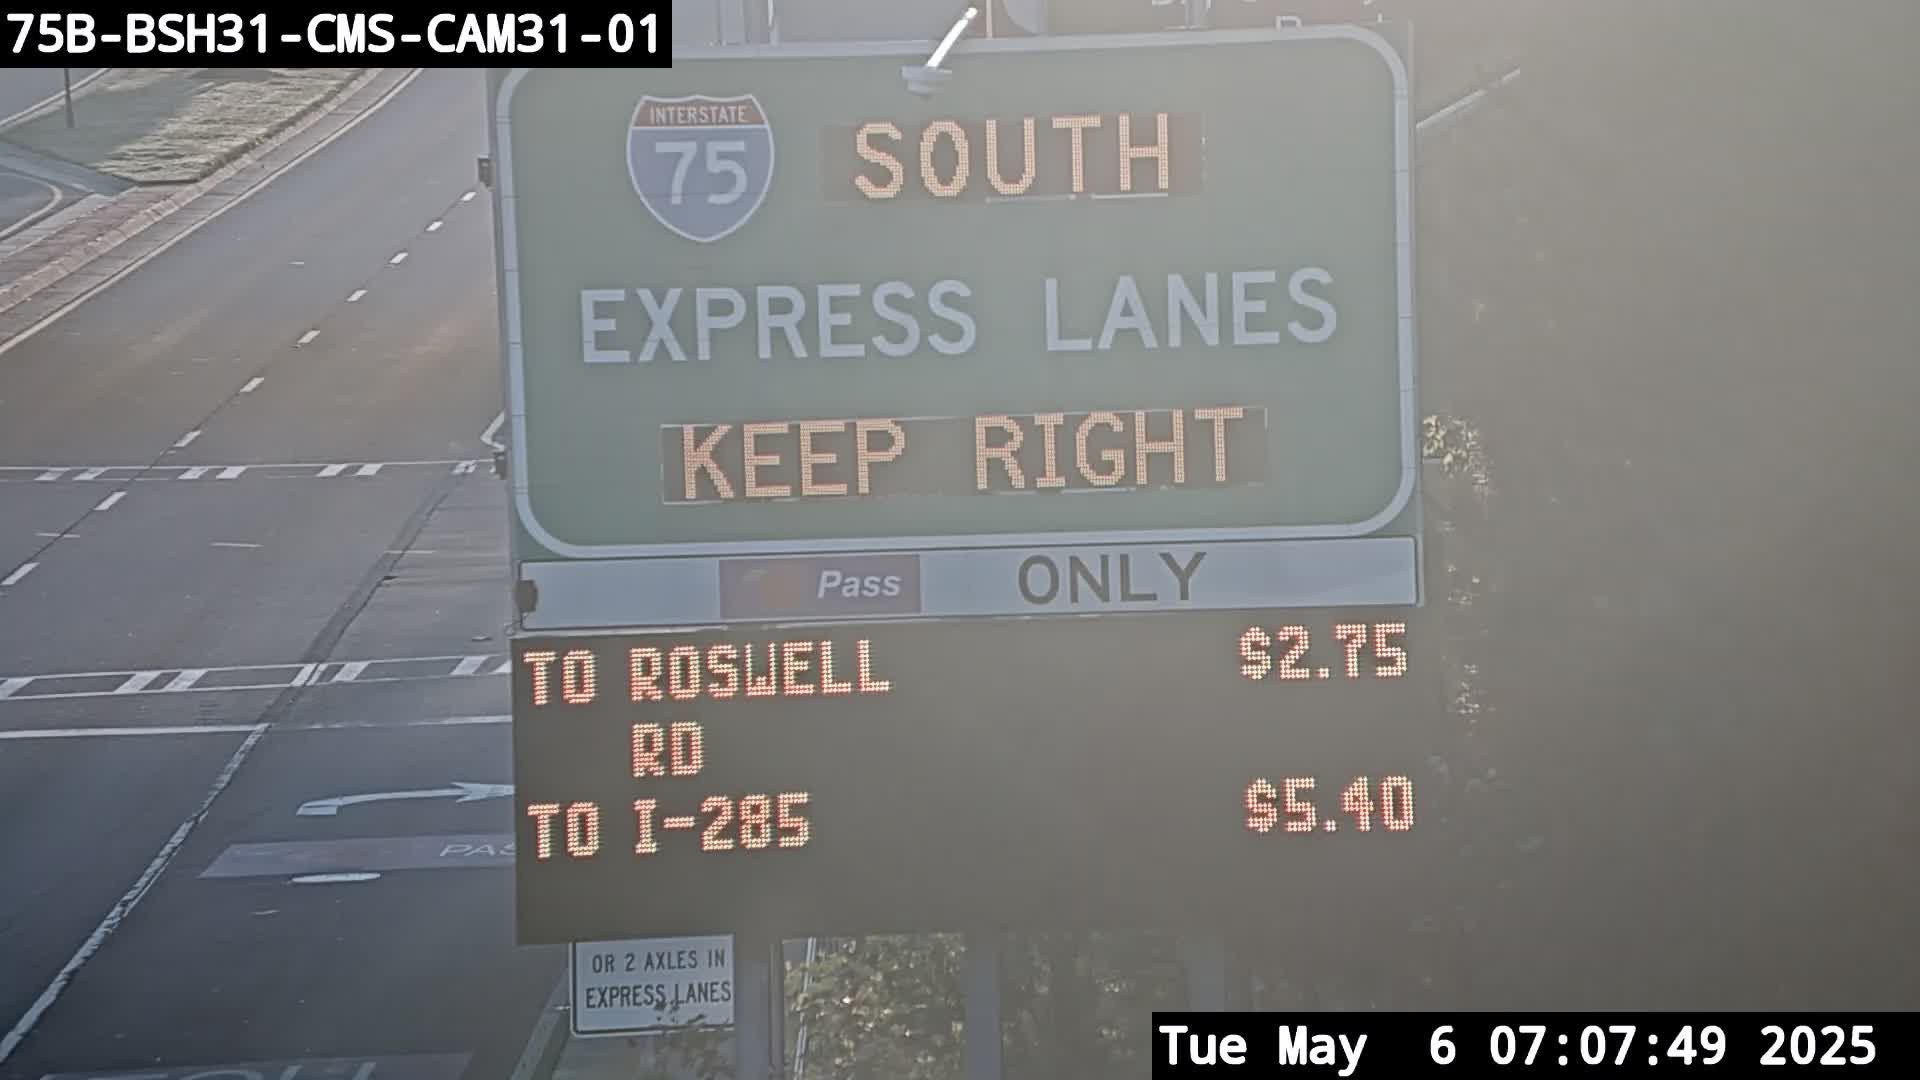 75B-BSH31-CMS-CAM31-01
INTERSTATE
75
SOUTH
EXPRESS LANES
KEEP RIGHT
Pass ONLY
TO ROSWELL $2.75
RD
TO I-285 $5.40
OR 2 AXLES IN
EXPRESS LANES
Tue May 6 07:07:49 2025